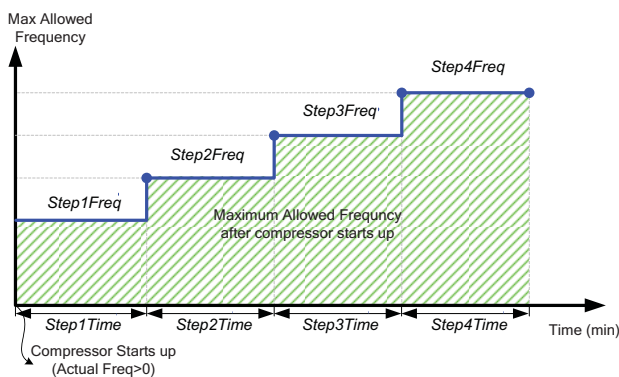 Max Allowed
Frequency
Step4Freq
Step3Freq'
Step2Freq
Step1Freq'
Maximum Allowed Frequncy
after compressor starts up
Step1Time
Step2Time
Step3Time
Step4Time
Time (min)
Compressor Starts up
(Actual Freq>0)